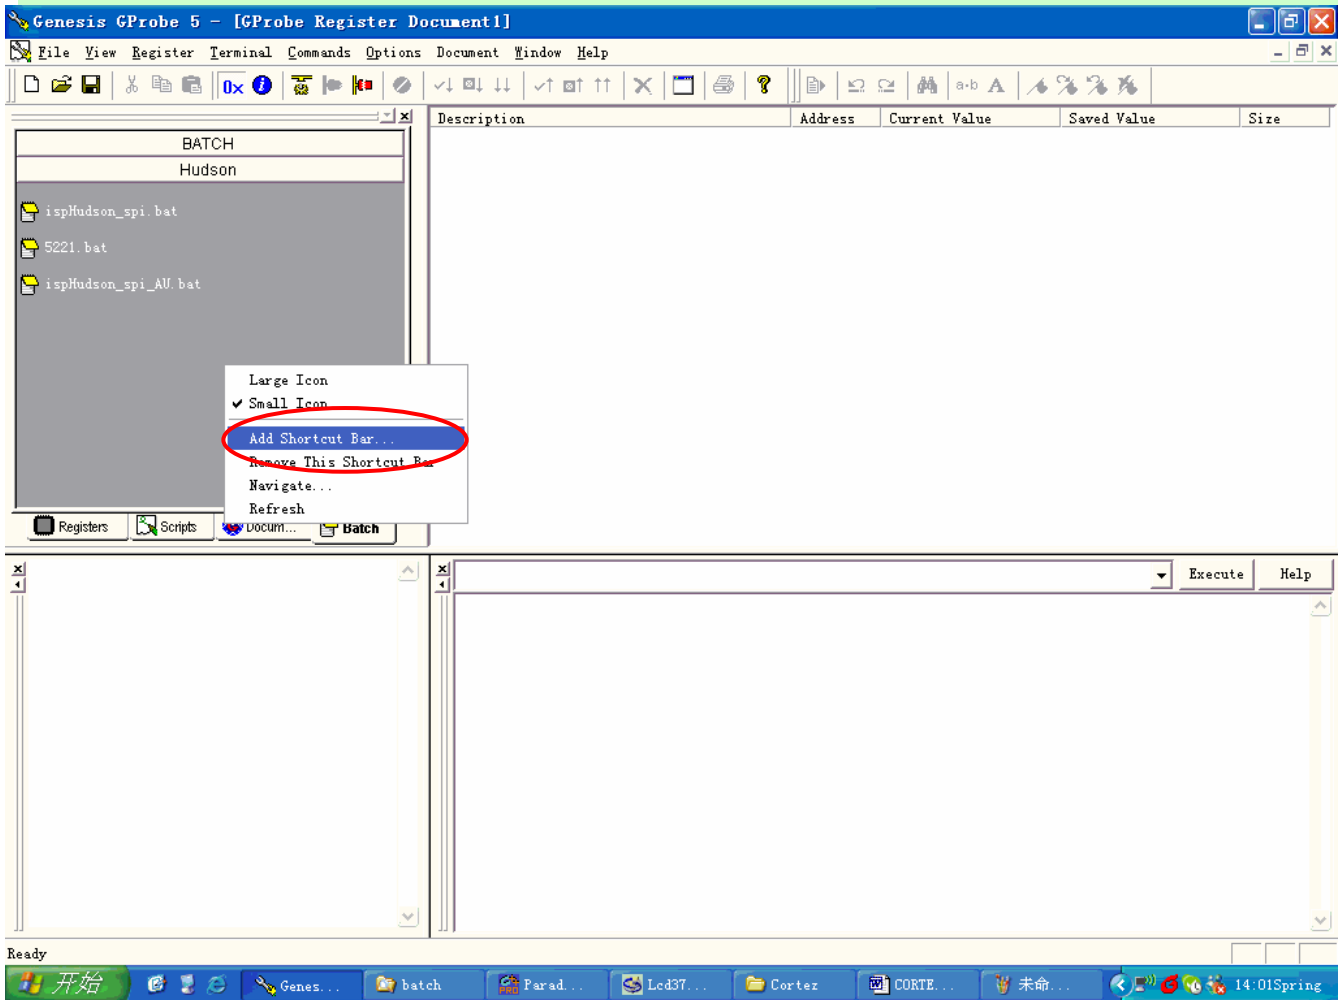 Genesis GProbe 5 - [GProbe Register Document1]
File View Register Terminal Commands Options Document Window Help
0x
a·b A
Description Address Current Value Saved Value Size
BATCH
Hudson
ispHudson_spi.bat
5221.bat
ispHudson_spi_AU.bat
Large Icon
Small Icon
Add Shortcut Bar...
Remove This Shortcut Bar
Navigate...
Refresh
Registers Scripts Docum... Batch
Execute Help
Ready
开始 Genes... batch Parad... Lcd37... Cortez CORTE... 未命... 14:01Spring